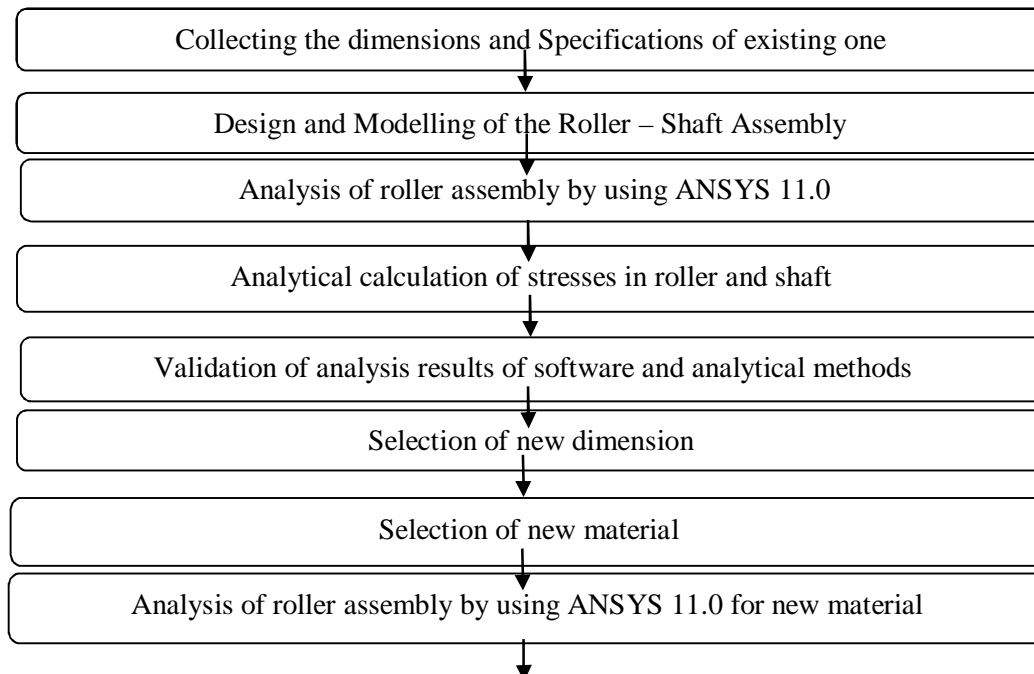 Collecting the dimensions and Specifications of existing one
Design and Modelling of the Roller – Shaft Assembly
Analysis of roller assembly by using ANSYS 11.0
Analytical calculation of stresses in roller and shaft
Validation of analysis results of software and analytical methods
Selection of new dimension
Selection of new material
Analysis of roller assembly by using ANSYS 11.0 for new material